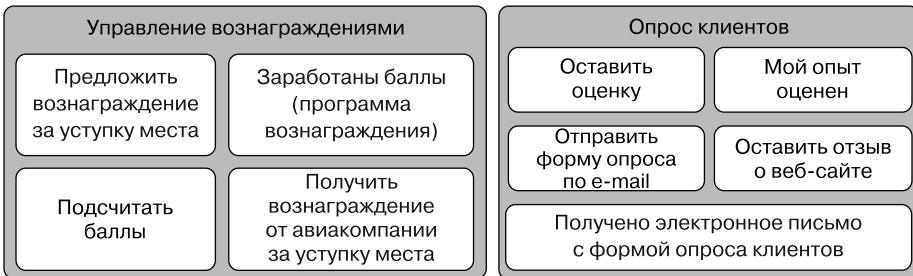 Управление вознаграждениями
Предложить
вознаграждение
за уступку места
Заработаны баллы
(программа
вознаграждения)
Подсчитать
баллы
Получить
вознаграждение
от авиакомпании
за уступку места
Опрос клиентов
Оставить
оценку
Мой опыт
оценен
Отправить
форму опроса
по e-mail
Оставить отзыв
о веб-сайте
Получено электронное письмо
с формой опроса клиентов